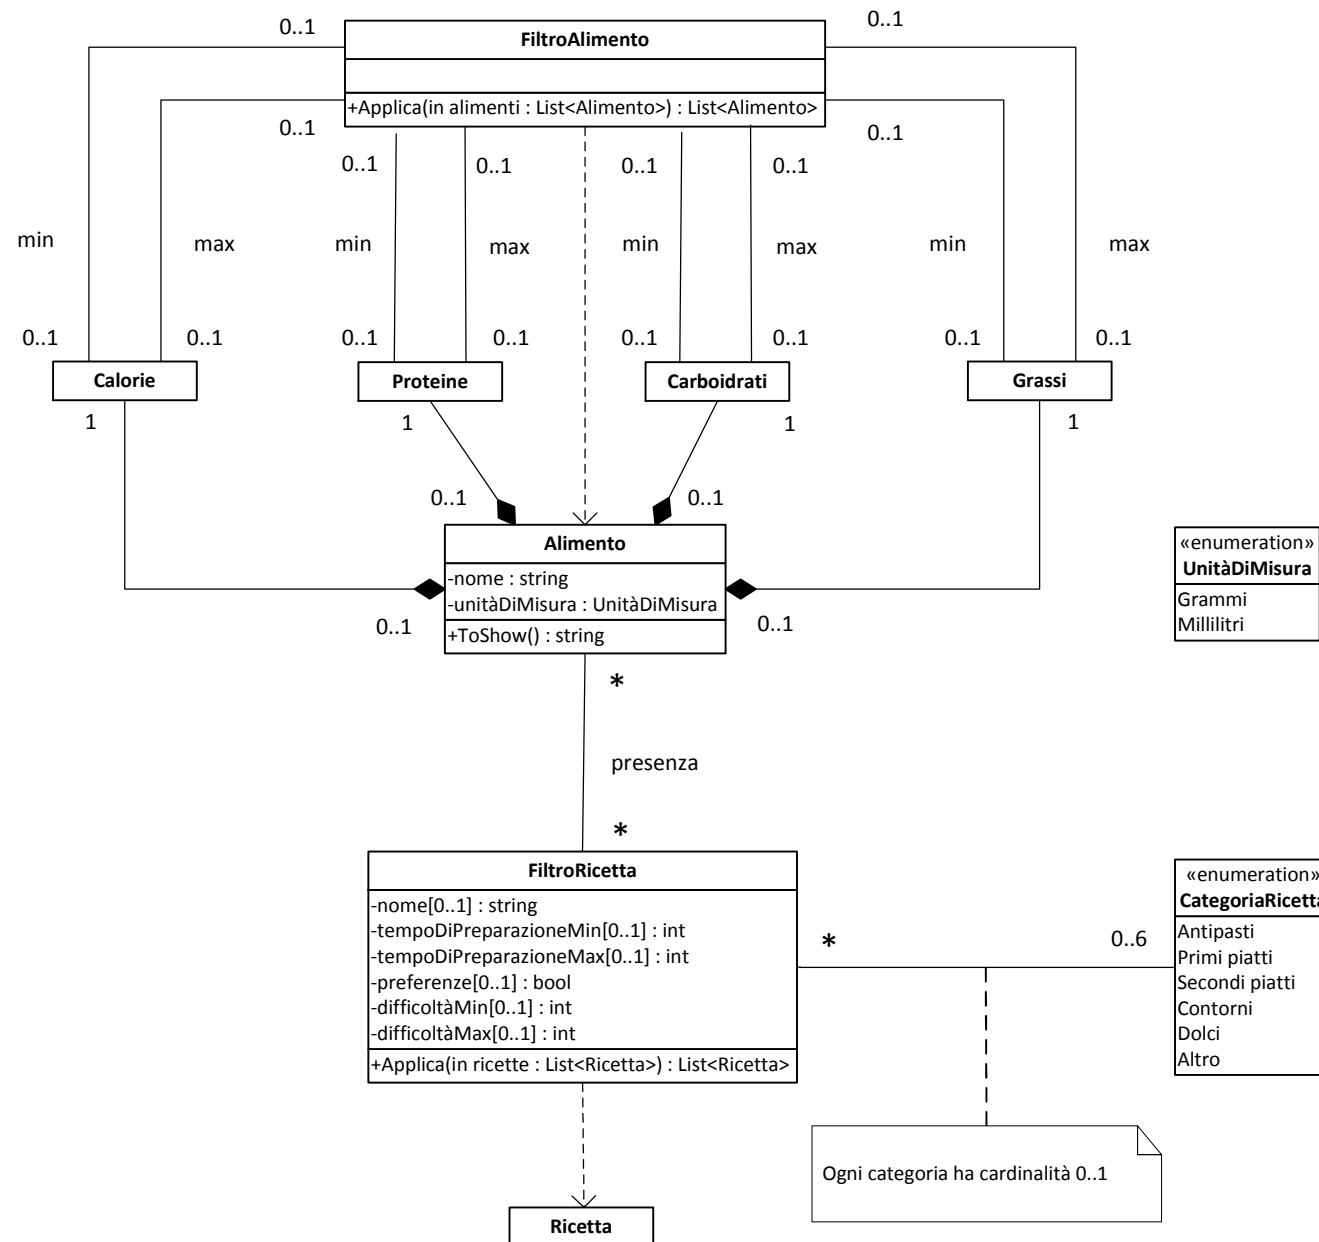 0..1
FiltroAlimento
0..1
+Applica(in alimenti : List<Alimento>) : List<Alimento>
0..1
0..1
0..1
0..1
0..1
0..1
min
max
min
max
min
max
min
max
0..1
0..1
0..1
0..1
0..1
0..1
0..1
0..1
Calorie
Proteine
Carboidrati
Grassi
1
1
1
1
0..1
0..1
Alimento
-nome : string
-unitàDiMisura : UnitàDiMisura
+ToShow() : string
0..1
0..1
«enumeration»
UnitàDiMisura
Grammi
Millilitri
*
presenza
*
FiltroRicetta
-nome[0..1] : string
-tempoDiPreparazioneMin[0..1] : int
-tempoDiPreparazioneMax[0..1] : int
-preferenze[0..1] : bool
-difficoltàMin[0..1] : int
-difficoltàMax[0..1] : int
+Applica(in ricette : List<Ricetta>) : List<Ricetta>
*
0..6
«enumeration»
CategoriaRicetta
Antipasti
Primi piatti
Secondi piatti
Contorni
Dolci
Altro
Ogni categoria ha cardinalità 0..1
Ricetta